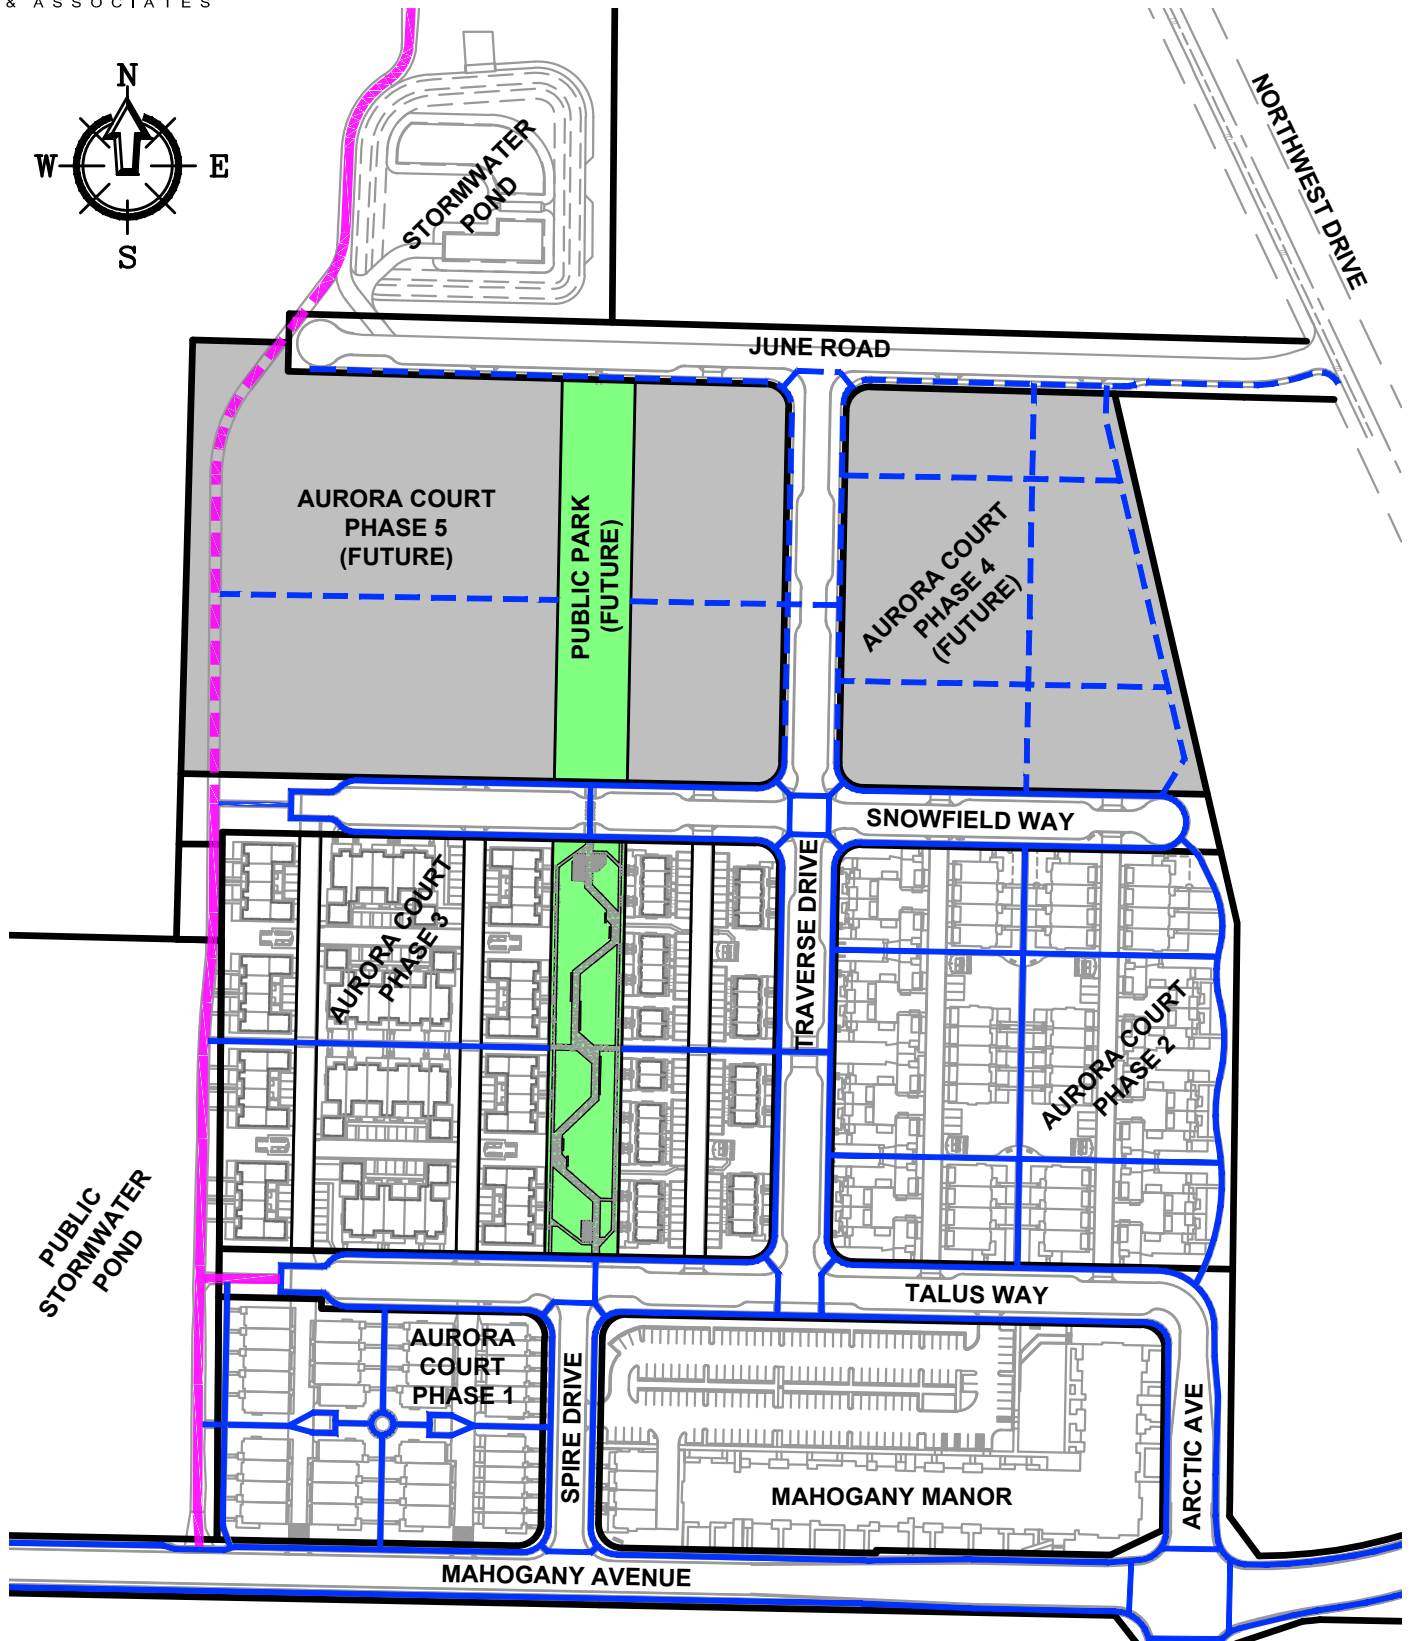 & ASSOCIATES
N
W
E
S
STORMWATER
POND
NORTHWEST DRIVE
JUNE ROAD
AURORA COURT
PHASE 5
(FUTURE)
PUBLIC PARK
(FUTURE)
AURORA COURT
PHASE 4
(FUTURE)
SNOWFIELD WAY
AURORA COURT
PHASE 3
TRAVERSE DRIVE
AURORA COURT
PHASE 2
PUBLIC
STORMWATER
POND
TALUS WAY
AURORA
COURT
PHASE 1
SPIRE DRIVE
ARCTIC AVE
MAHOGANY MANOR
MAHOGANY AVENUE